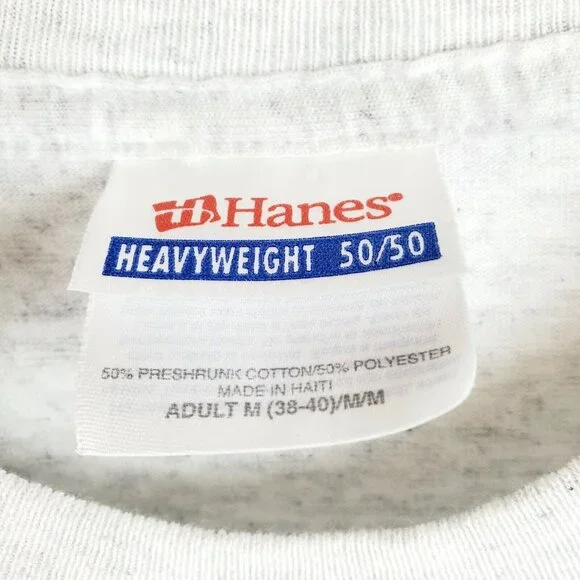 Hanes®
HEAVYWEIGHT 50/50
50% PRESHRUNK COTTON/50% POLYESTER
MADE IN HAITI
ADULT M (38-40)/M/M